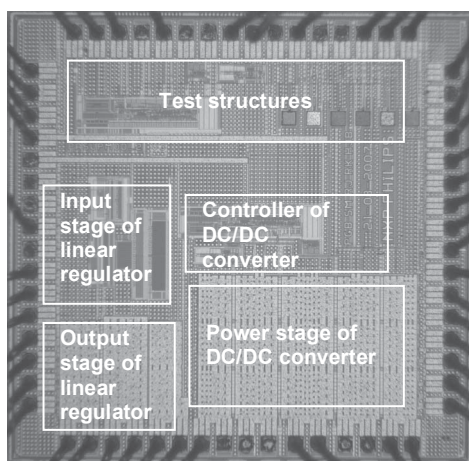 Test structures
Input
stage of
linear
regulator
Controller of
DC/DC
converter
Output
stage of
linear
regulator
Power stage of
DC/DC converter
PHILIPS